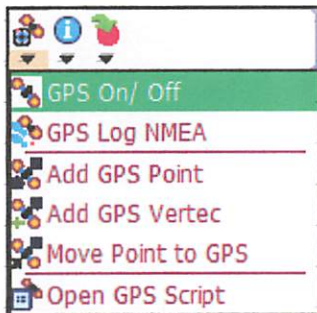 GPS On/ Off
GPS Log NMEA
Add GPS Point
Add GPS Vertec
Move Point to GPS
Open GPS Script